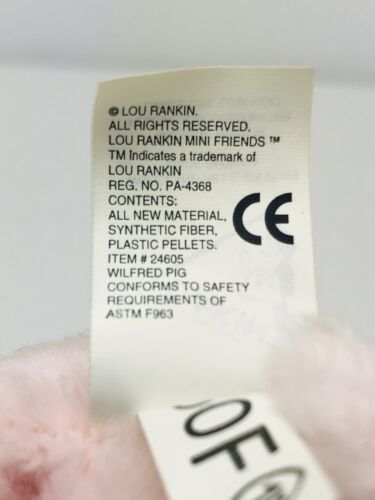 © LOU RANKIN.
ALL RIGHTS RESERVED.
LOU RANKIN MINI FRIENDS ™
TM Indicates a trademark of
LOU RANKIN
REG. NO. PA-4368
CONTENTS:
ALL NEW MATERIAL,
SYNTHETIC FIBER,
PLASTIC PELLETS.
ITEM # 24605
WILFRED PIG
CONFORMS TO SAFETY
REQUIREMENTS OF
ASTM F963
CE
OF